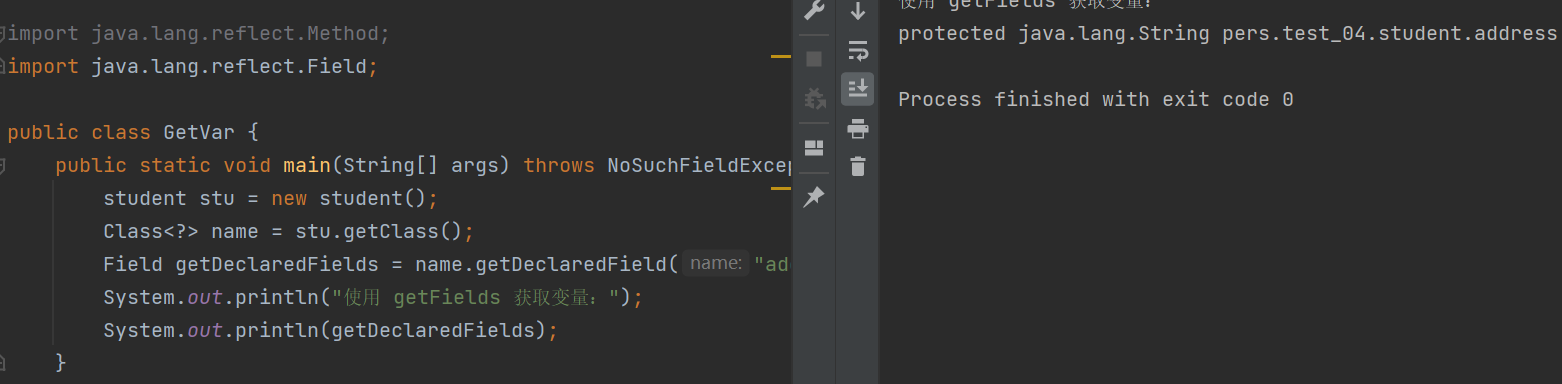 import java.lang.reflect.Method;
import java.lang.reflect.Field;
public class GetVar {
public static void main(String[] args) throws NoSuchFieldExcep
student stu = new student();
Class<?> name = stu.getClass();
Field getDeclaredFields = name.getDeclaredField( name: "ad
System.out.println("使用 getFields 获取变量：");
System.out.println(getDeclaredFields);
}
使用 getFields 获取变量：
protected java.lang.String pers.test_04.student.address
Process finished with exit code 0